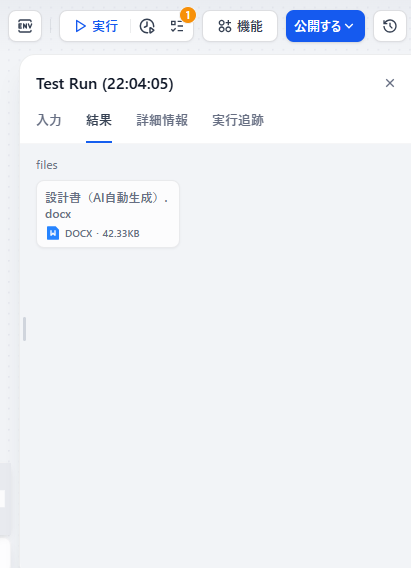 ENV
実行
1
機能
公開する
Test Run (22:04:05)
入力
結果
詳細情報
実行追跡
files
設計書（AI自動生成）.
docx
W
DOCX · 42.33KB